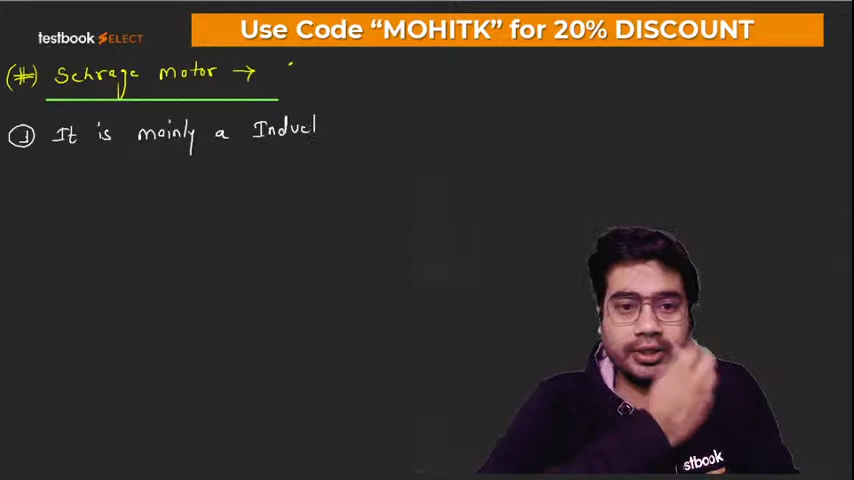 testbook SELECT
Use Code “MOHITK” for 20% DISCOUNT
(#) Schrage motor →
① It is mainly a Induct
stbook